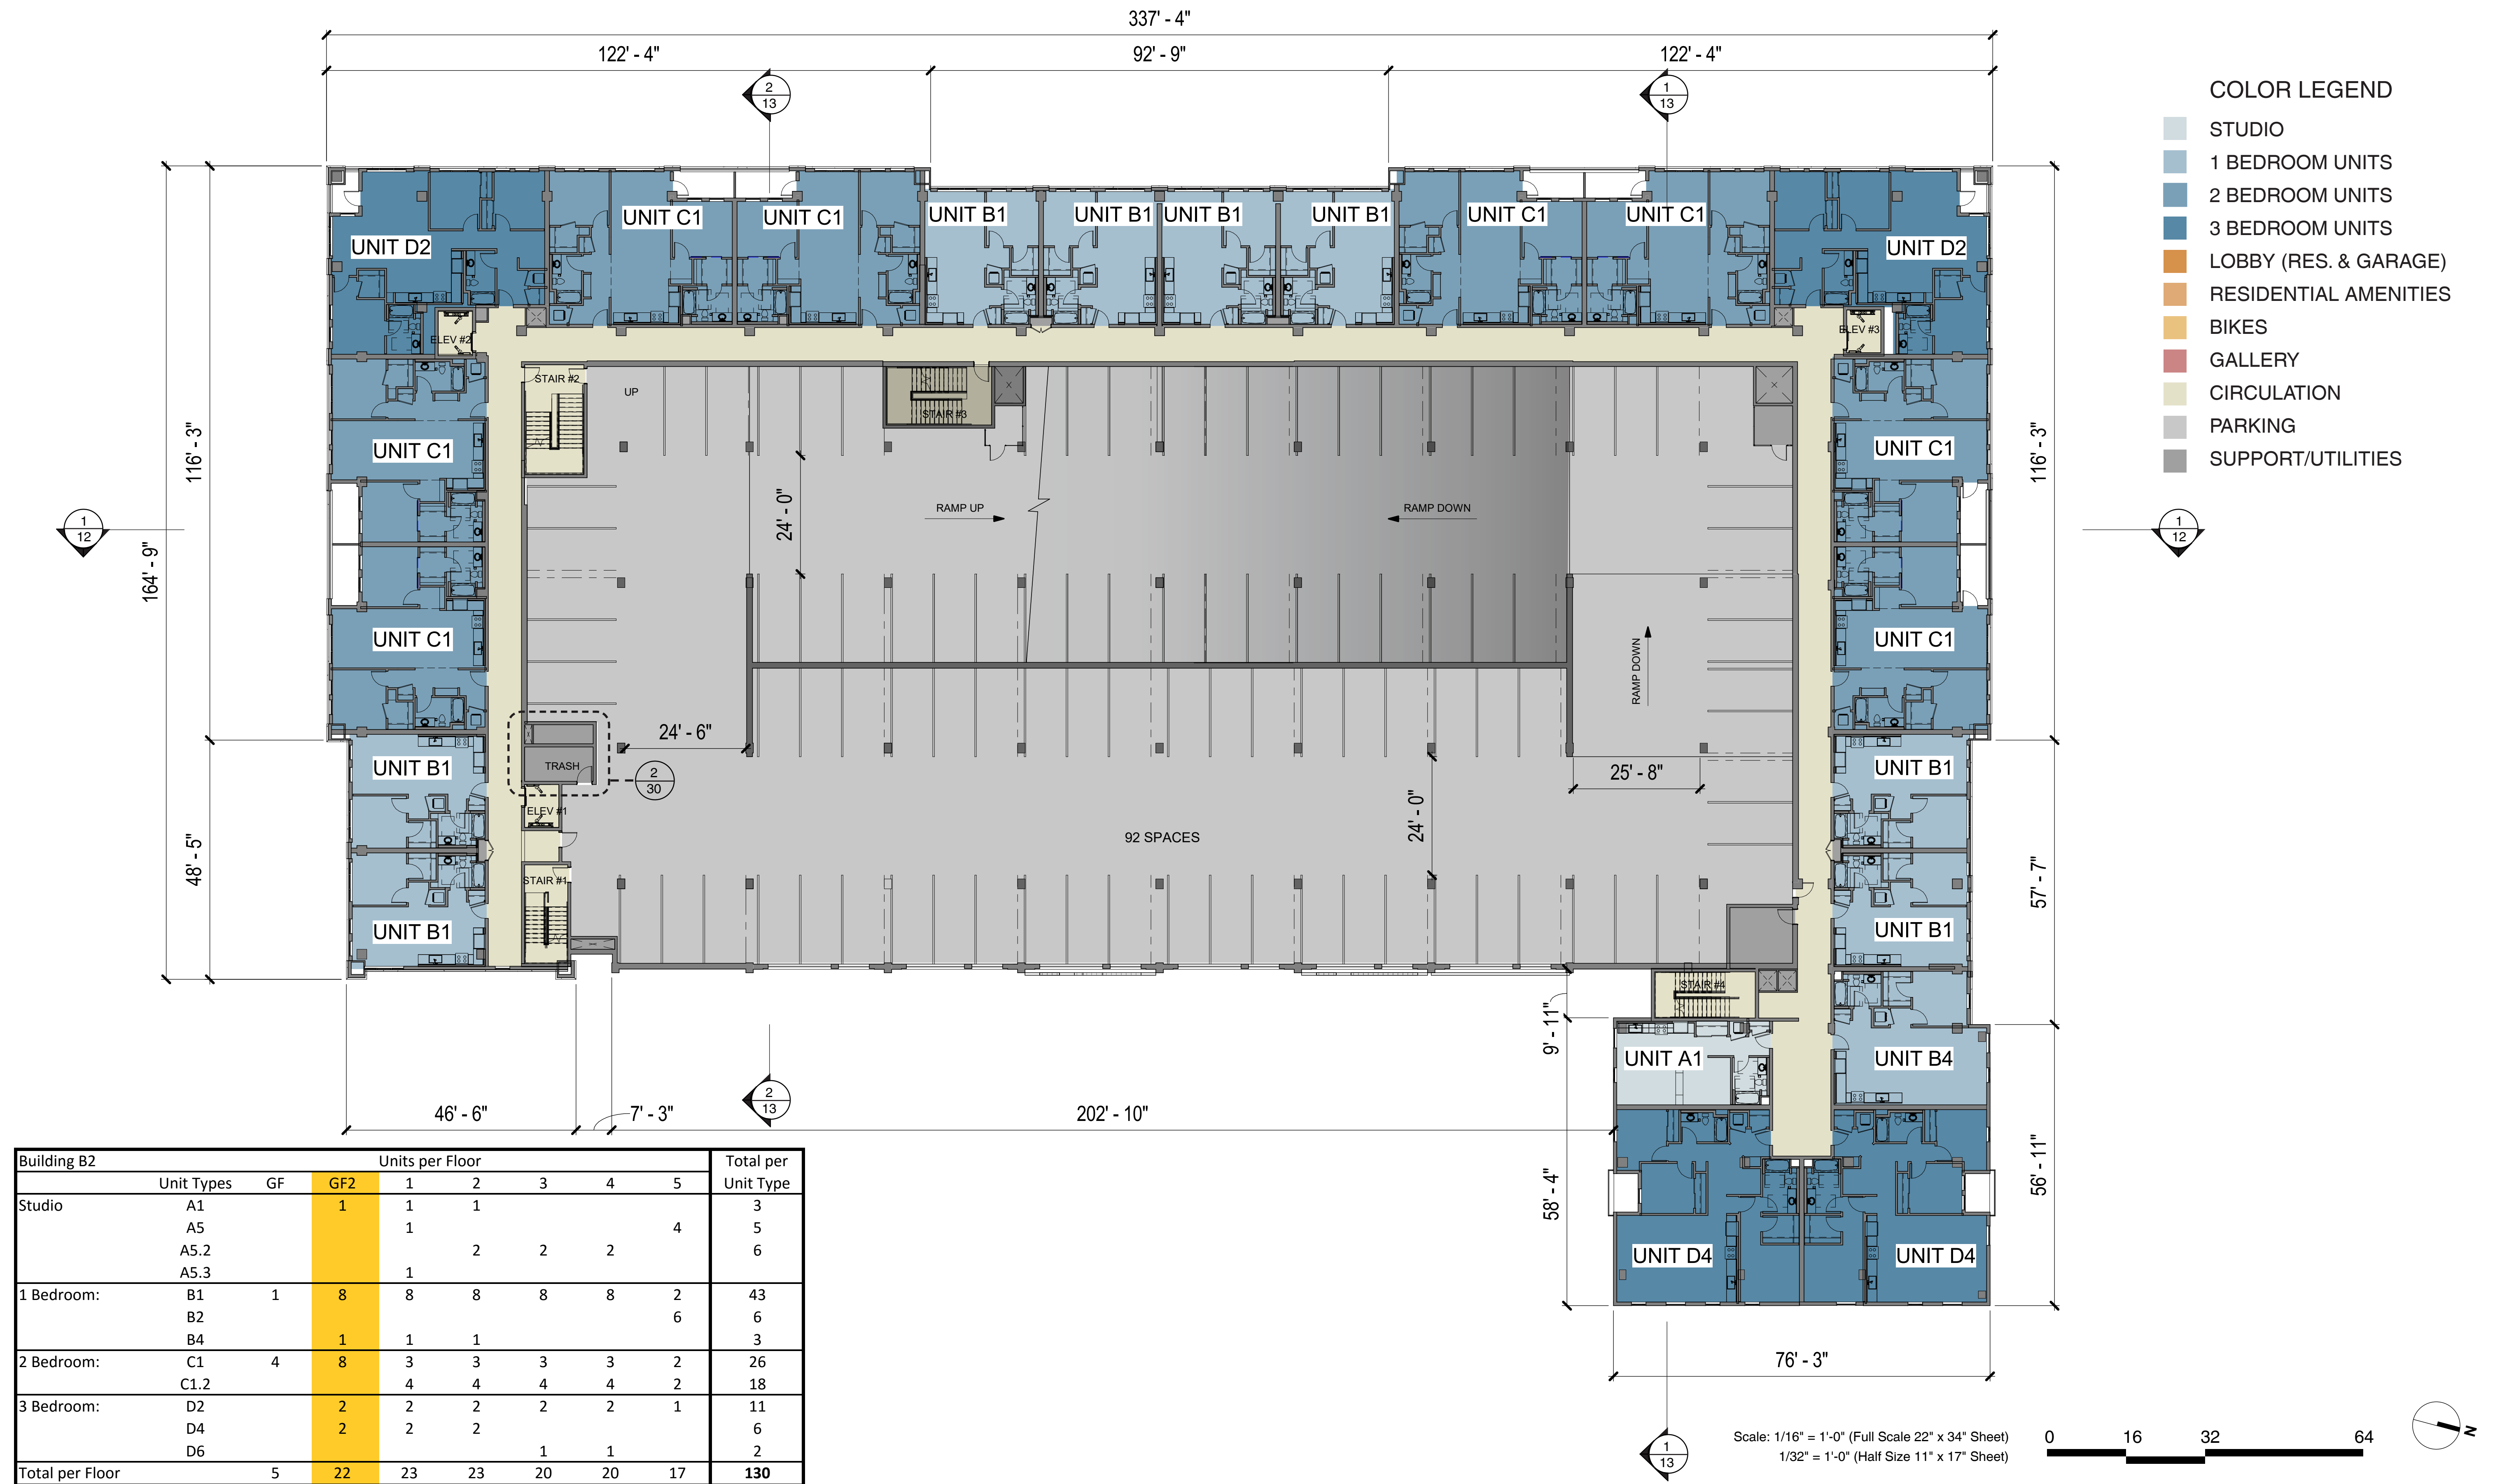 337' - 4"
122' - 4"
92' - 9"
122' - 4"
2
13
1
13
COLOR LEGEND
STUDIO
1 BEDROOM UNITS
2 BEDROOM UNITS
3 BEDROOM UNITS
LOBBY (RES. & GARAGE)
RESIDENTIAL AMENITIES
BIKES
GALLERY
CIRCULATION
PARKING
SUPPORT/UTILITIES
UNIT D2
UNIT C1
UNIT C1
UNIT B1
UNIT B1
UNIT B1
UNIT B1
UNIT C1
UNIT C1
UNIT D2
ELEV #2
ELEV #3
STAIR #2
UP
STAIR #3
116' - 3"
164' - 9"
48' - 5"
1
12
UNIT C1
UNIT C1
UNIT B1
UNIT B1
24' - 0"
RAMP UP
RAMP DOWN
RAMP DOWN
24' - 6"
TRASH
2
30
ELEV #1
STAIR #1
92 SPACES
24' - 0"
25' - 8"
UNIT C1
UNIT C1
UNIT B1
UNIT B1
116' - 3"
1
12
57' - 7"
STAIR #4
9' - 11"
UNIT A1
UNIT B4
56' - 11"
58' - 4"
UNIT D4
UNIT D4
46' - 6"
7' - 3"
2
13
202' - 10"
76' - 3"
1
13
Building B2 Units per Floor Total per
Unit Types GF GF2 1 2 3 4 5 Unit Type
Studio A1 1 1 1 3
A5 1 4 5
A5.2 2 2 2 6
A5.3 1
1 Bedroom: B1 1 8 8 8 8 8 2 43
B2 6 6
B4 1 1 1 3
2 Bedroom: C1 4 8 3 3 3 3 2 26
C1.2 4 4 4 4 2 18
3 Bedroom: D2 2 2 2 2 2 1 11
D4 2 2 2 6
D6 1 1 2
Total per Floor 5 22 23 23 20 20 17 130
Scale: 1/16" = 1'-0" (Full Scale 22" x 34" Sheet)
1/32" = 1'-0" (Half Size 11" x 17" Sheet)
0 16 32 64
N